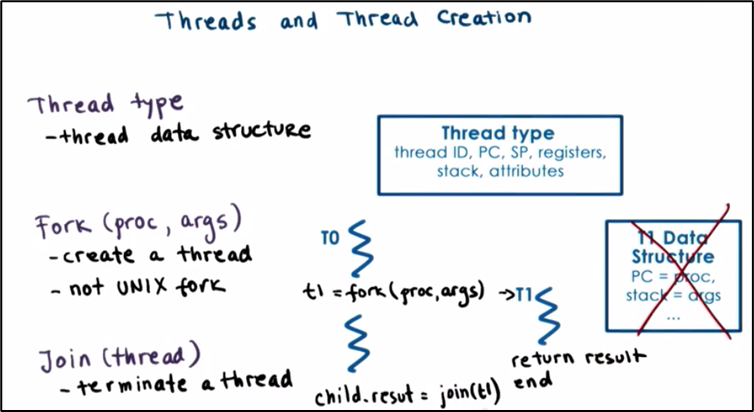 Threads and Thread Creation
Thread type
-thread data structure
Thread type
thread ID, PC, SP, registers,
stack, attributes
Fork (proc, args)
-create a thread
- not UNIX fork
T0
t1 = fork(proc, args) → T1
T1 Data
Structure
PC = proc,
stack = args
...
Join (thread)
- terminate a thread
child.resut = join(t1)
return result
end